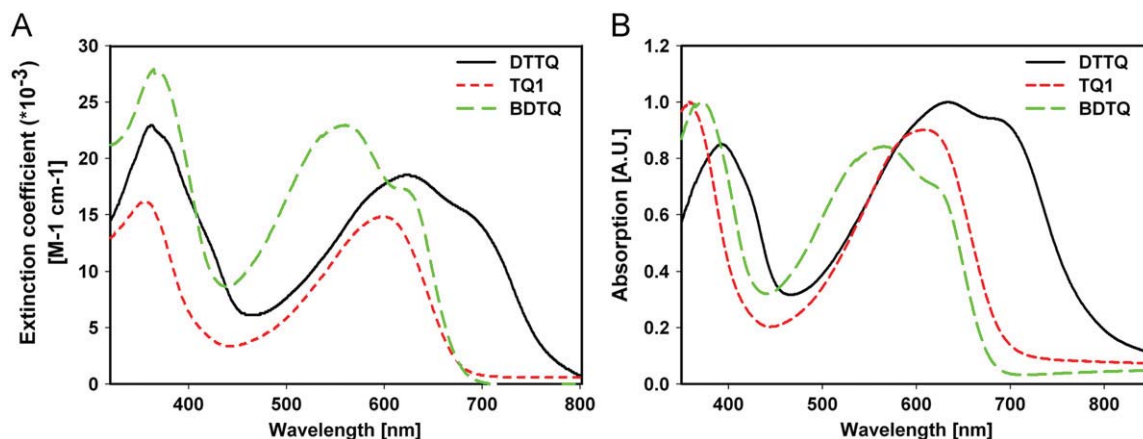 A
Extinction coefficient (*10⁻³)
[M-1 cm-1]
30
25
20
15
10
5
0
DTTQ
TQ1
BDTQ
400 500 600 700 800
Wavelength [nm]
B
Absorption [A.U.]
1.2
1.0
0.8
0.6
0.4
0.2
0.0
DTTQ
TQ1
BDTQ
400 500 600 700 800
Wavelength [nm]